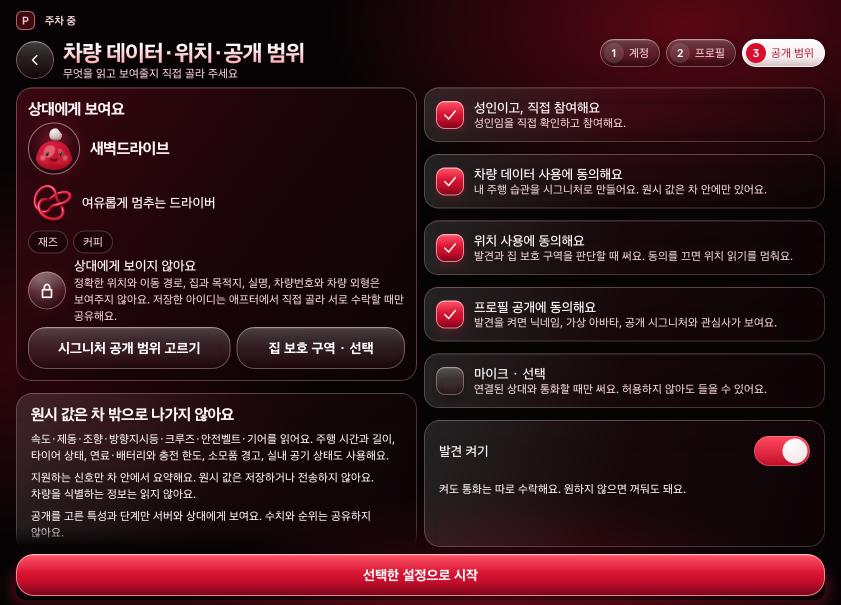 P 주차 중
차량 데이터·위치·공개 범위
무엇을 읽고 보여줄지 직접 골라 주세요
1 계정
2 프로필
3 공개 범위
상대에게 보여요
새벽드라이브
여유롭게 멈추는 드라이버
재즈
커피
상대에게 보이지 않아요
정확한 위치와 이동 경로, 집과 목적지, 실명, 차량번호와 차량 외형은
보여주지 않아요. 저장한 아이디는 애프터에서 직접 골라 서로 수락할 때만
공유해요.
시그니처 공개 범위 고르기
집 보호 구역 · 선택
원시 값은 차 밖으로 나가지 않아요
속도·제동·조향·방향지시등·크루즈·안전벨트·기어를 읽어요. 주행 시간과 길이,
타이어 상태, 연료·배터리와 충전 한도, 소모품 경고, 실내 공기 상태도 사용해요.
지원하는 신호만 차 안에서 요약해요. 원시 값은 저장하거나 전송하지 않아요.
차량을 식별하는 정보는 읽지 않아요.
공개를 고른 특성과 단계만 서버와 상대에게 보여요. 수치와 순위는 공유하지
않아요.
성인이고, 직접 참여해요
성인임을 직접 확인하고 참여해요.
차량 데이터 사용에 동의해요
내 주행 습관을 시그니처로 만들어요. 원시 값은 차 안에만 있어요.
위치 사용에 동의해요
발견과 집 보호 구역을 판단할 때 써요. 동의를 끄면 위치 읽기를 멈춰요.
프로필 공개에 동의해요
발견을 켜면 닉네임, 가상 아바타, 공개 시그니처와 관심사가 보여요.
마이크 · 선택
연결된 상대와 통화할 때만 써요. 허용하지 않아도 들을 수 있어요.
발견 켜기
켜도 통화는 따로 수락해요. 원하지 않으면 꺼둬도 돼요.
선택한 설정으로 시작